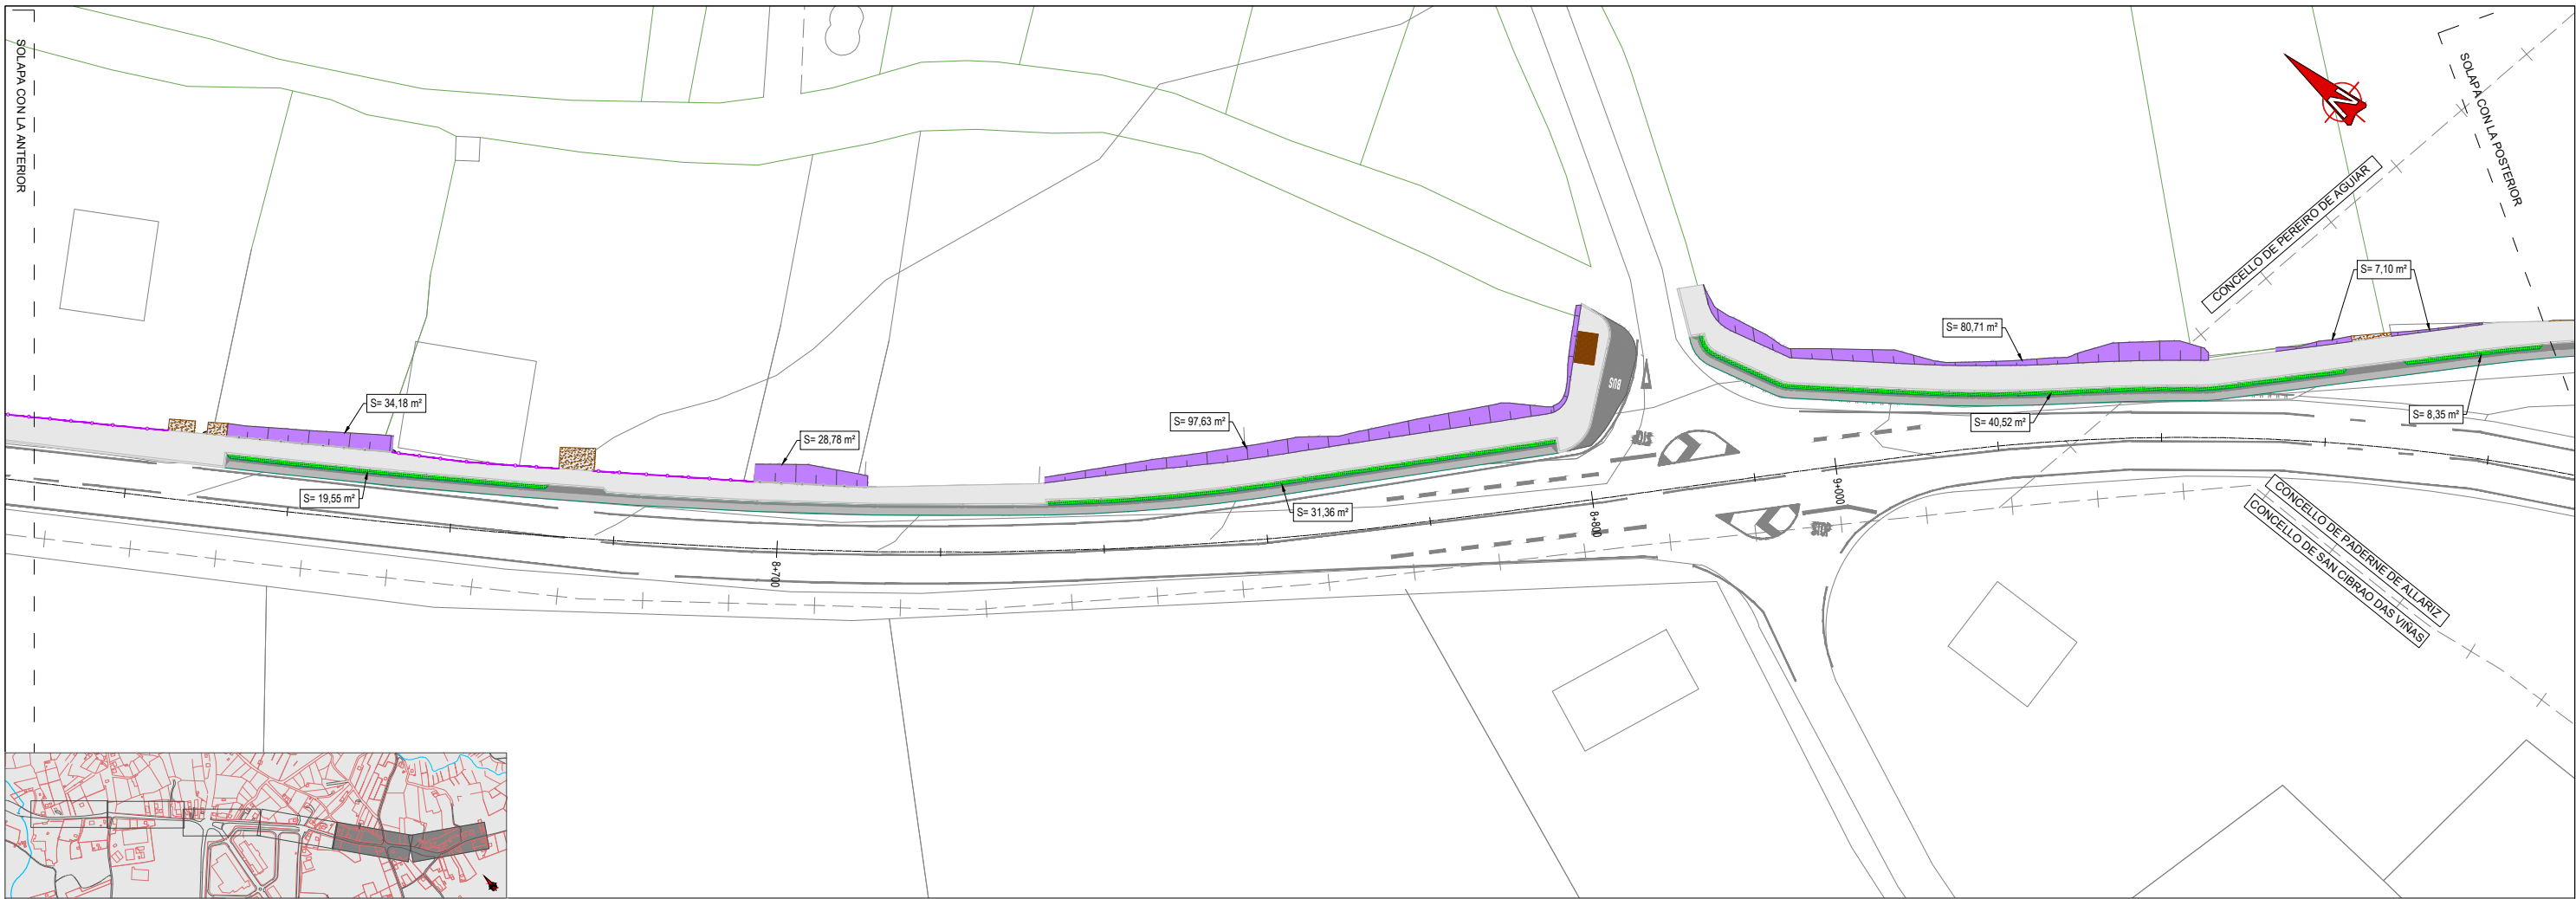 SOLAPA CON LA ANTERIOR
SOLAPA CON LA POSTERIOR
N
CONCELLO DE PEREIRO DE AGUIAR
S= 7,10 m²
S= 80,71 m²
S= 34,18 m²
S= 28,78 m²
S= 97,63 m²
S= 40,52 m²
S= 8,35 m²
S= 19,55 m²
S= 31,36 m²
BUS
STOP
STOP
8+700
8+800
9+000
CONCELLO DE PADERNE DE ALLARIZ
CONCELLO DE SAN CIBRAO DAS VIÑAS